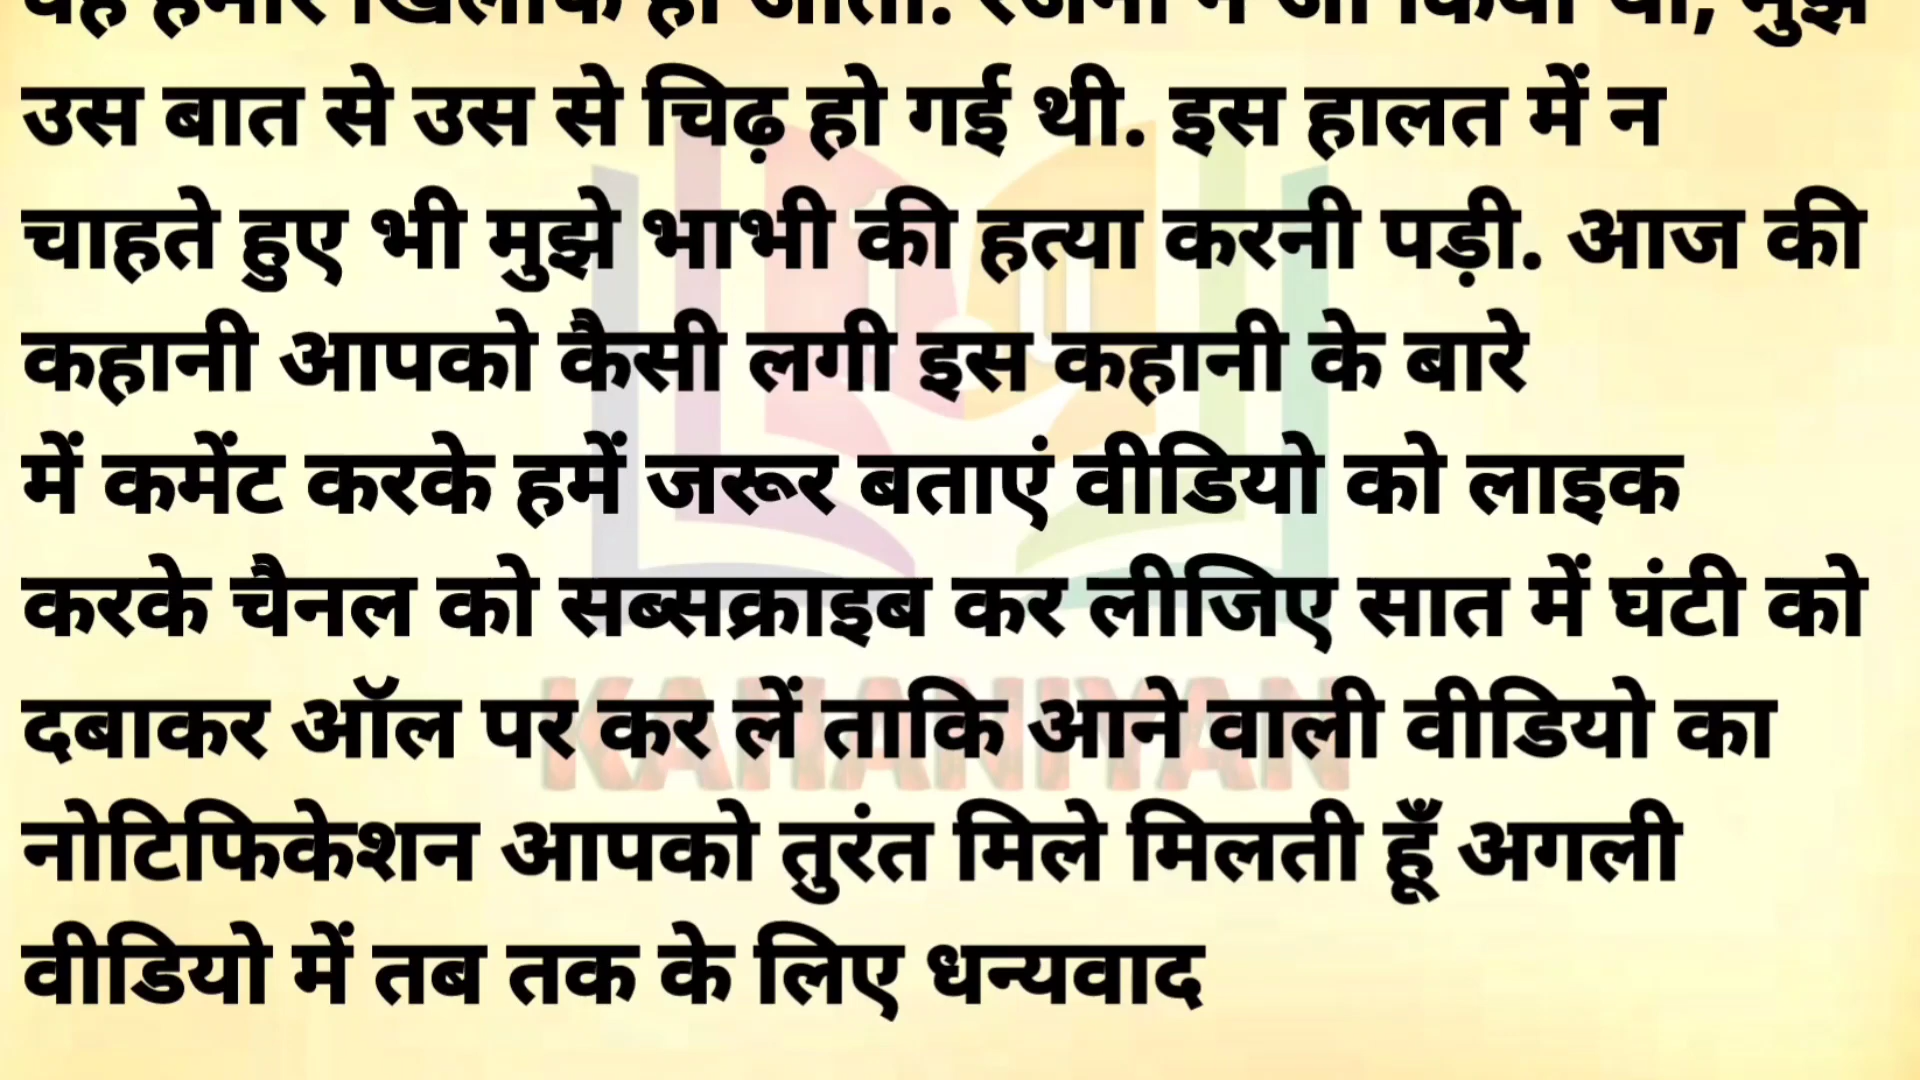 उस बात से उस से चिढ़ हो गई थी. इस हालत में न
चाहते हुए भी मुझे भाभी की हत्या करनी पड़ी. आज की
कहानी आपको कैसी लगी इस कहानी के बारे
में कमेंट करके हमें जरूर बताएं वीडियो को लाइक
करके चैनल को सब्सक्राइब कर लीजिए सात में घंटी को
दबाकर ऑल पर कर लें ताकि आने वाली वीडियो का
नोटिफिकेशन आपको तुरंत मिले मिलती हूँ अगली
वीडियो में तब तक के लिए धन्यवाद
KAHANIYAN